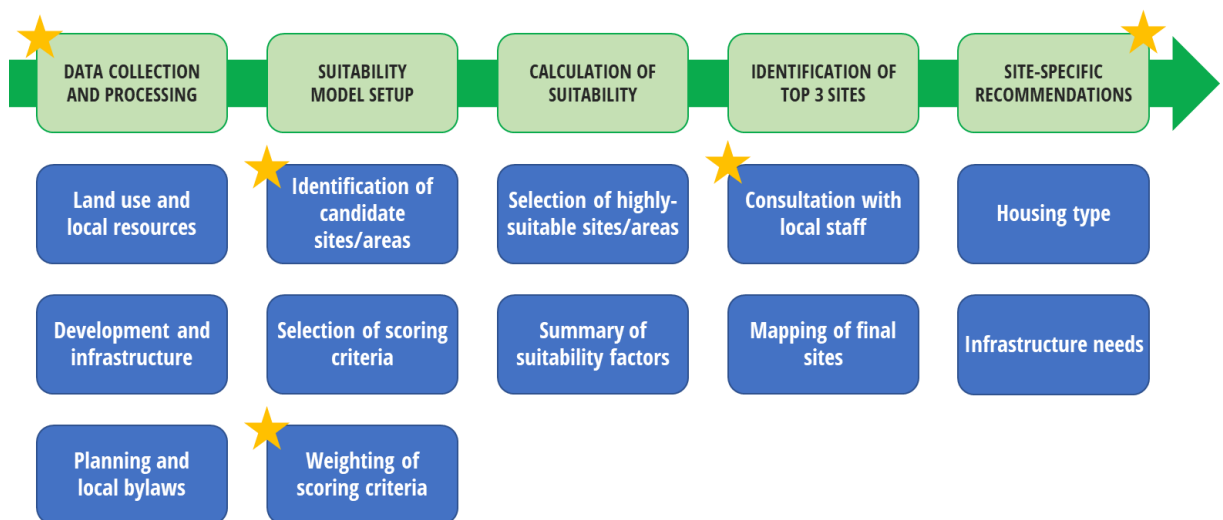 DATA COLLECTION
AND PROCESSING
SUITABILITY
MODEL SETUP
CALCULATION OF
SUITABILITY
IDENTIFICATION OF
TOP 3 SITES
SITE-SPECIFIC
RECOMMENDATIONS
Land use and
local resources
Identification of
candidate
sites/areas
Selection of highly-
suitable sites/areas
Consultation with
local staff
Housing type
Development and
infrastructure
Selection of scoring
criteria
Summary of
suitability factors
Mapping of final
sites
Infrastructure needs
Planning and
local bylaws
Weighting of
scoring criteria